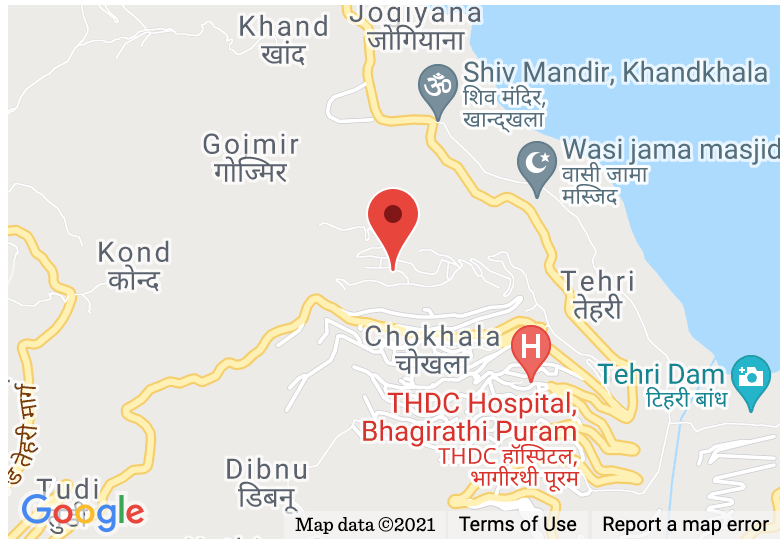 Jogiyana
जोगियाना
Khand
खांद
Shiv Mandir, Khandkhala
शिव मंदिर,
खान्द्खला
Goimir
गोज्मिर
Wasi jama masjid
वासी जामा
मस्जिद
Kond
कोन्द
Tehri
तेहरी
Chokhala
चोखला
H
Tehri Dam
टिहरी बांध
THDC Hospital,
Bhagirathi Puram
THDC हॉस्पिटल,
भागीरथी पूरम
तेहरी मार्ग
Dibnu
डिबनू
Tudi
Google
Map data ©2021
Terms of Use
Report a map error